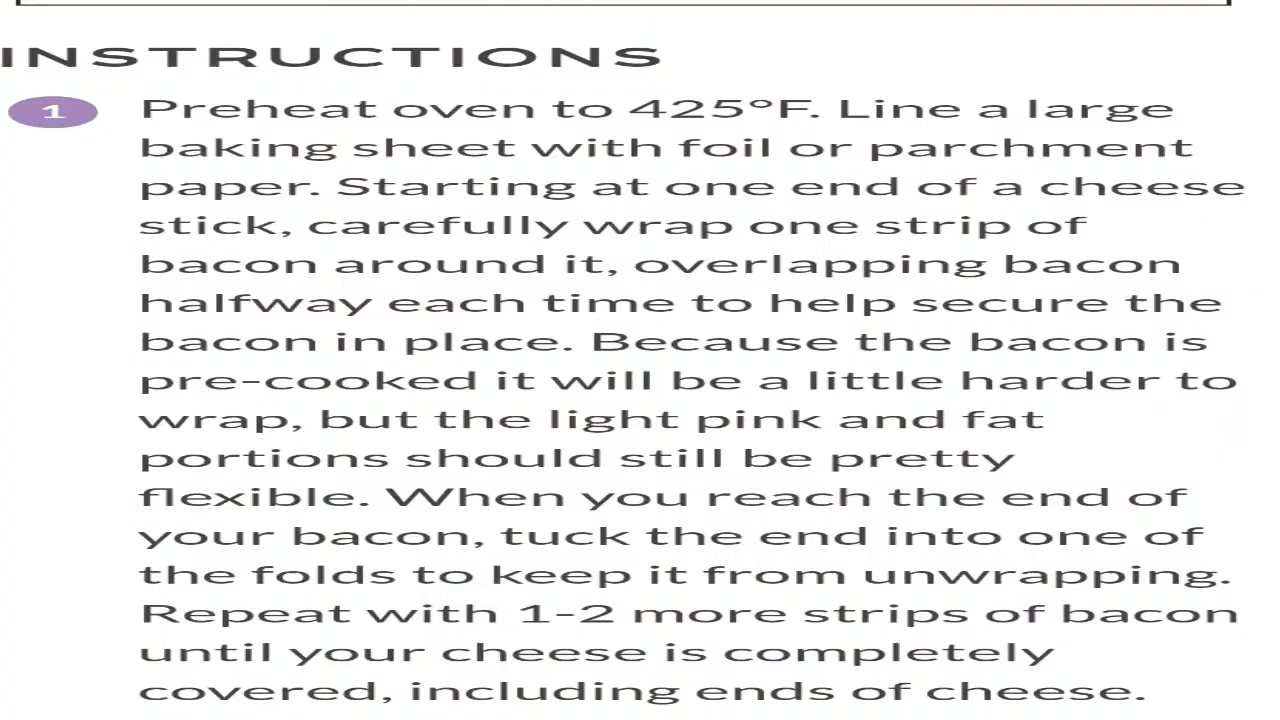 INSTRUCTIONS
1 Preheat oven to 425°F. Line a large
baking sheet with foil or parchment
paper. Starting at one end of a cheese
stick, carefully wrap one strip of
bacon around it, overlapping bacon
halfway each time to help secure the
bacon in place. Because the bacon is
pre-cooked it will be a little harder to
wrap, but the light pink and fat
portions should still be pretty
flexible. When you reach the end of
your bacon, tuck the end into one of
the folds to keep it from unwrapping.
Repeat with 1-2 more strips of bacon
until your cheese is completely
covered, including ends of cheese.